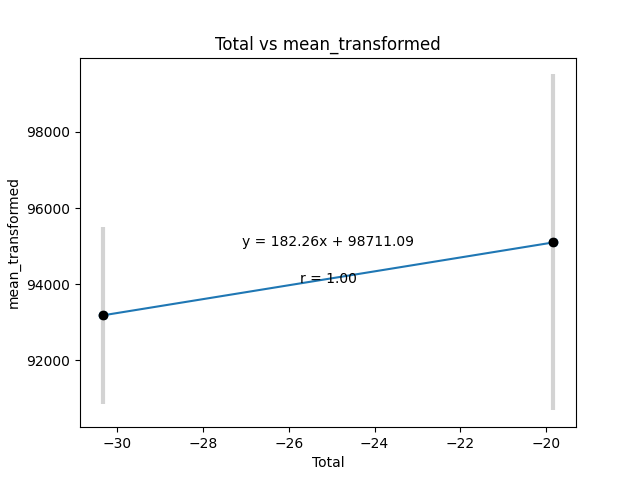 Total vs mean_transformed
mean_transformed
98000
96000
94000
92000
y = 182.26x + 98711.09
r = 1.00
−30
−28
−26
−24
−22
−20
Total